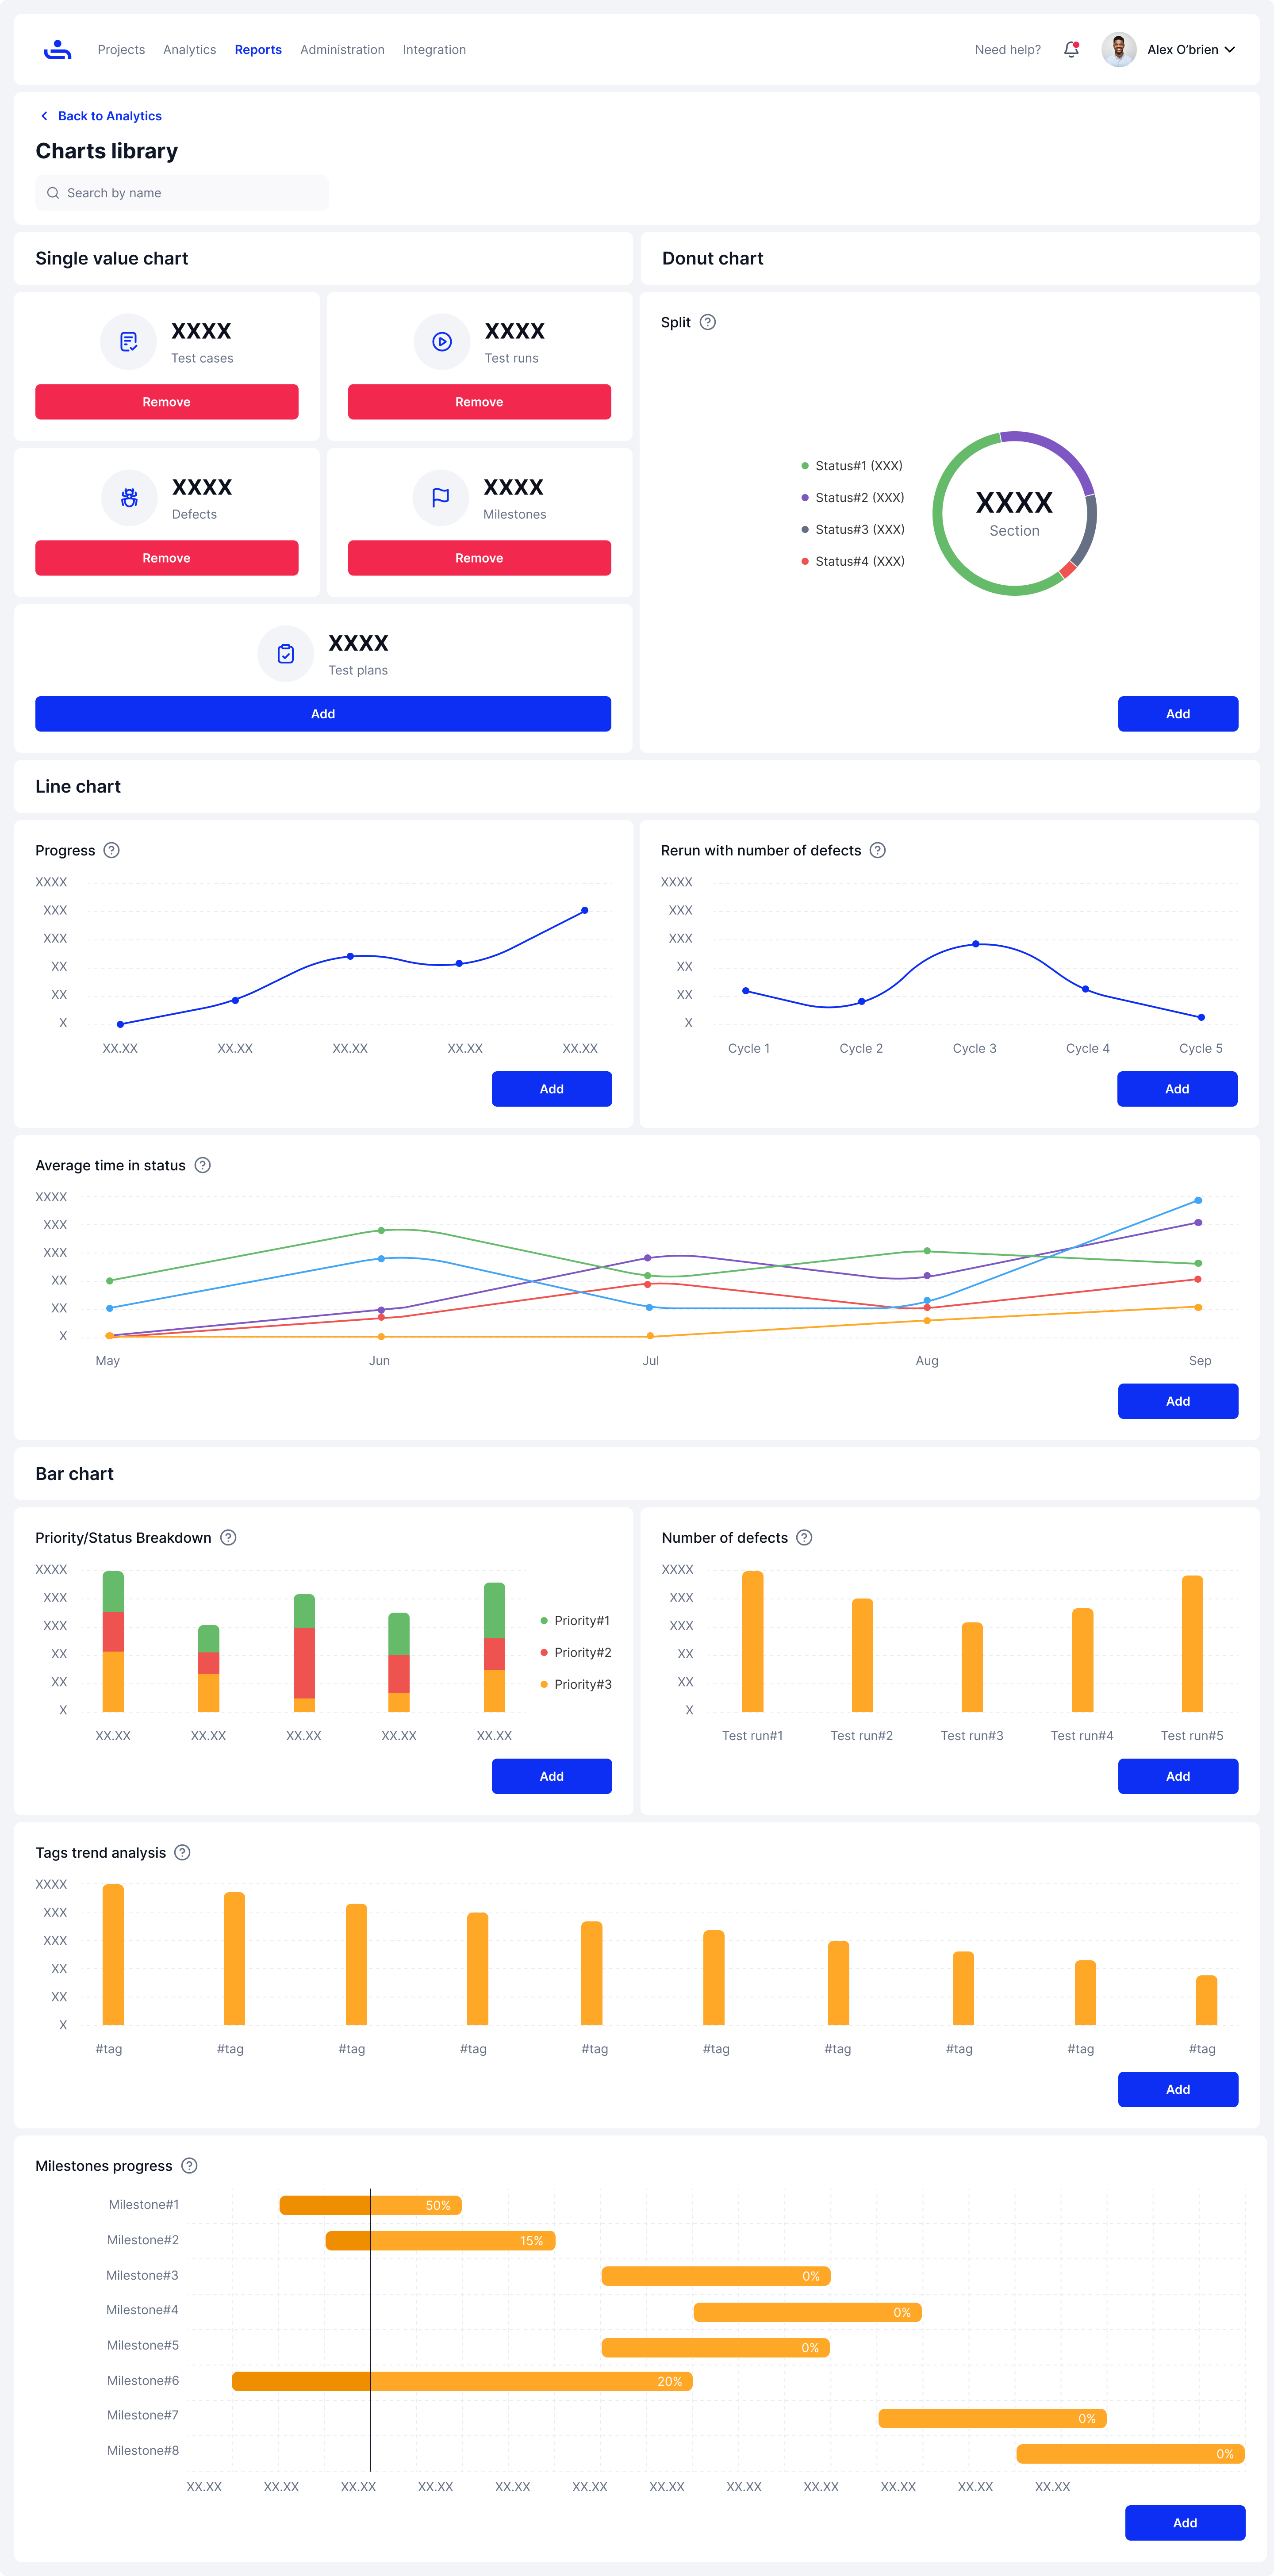 Projects Analytics Reports Administration Integration Need help? Alex O'brien
Back to Analytics
Charts library
Search by name
Single value chart
Donut chart
XXXX
Test cases
Remove
XXXX
Test runs
Remove
XXXX
Defects
Remove
XXXX
Milestones
Remove
XXXX
Test plans
Add
Split
Status#1 (XXX)
Status#2 (XXX)
Status#3 (XXX)
Status#4 (XXX)
XXXX
Section
Add
Line chart
Progress
XXXX
XXX
XXX
XX
XX
X
XX.XX XX.XX XX.XX XX.XX XX.XX
Add
Rerun with number of defects
XXXX
XXX
XXX
XX
XX
X
Cycle 1 Cycle 2 Cycle 3 Cycle 4 Cycle 5
Add
Average time in status
XXXX
XXX
XXX
XX
XX
X
May Jun Jul Aug Sep
Add
Bar chart
Priority/Status Breakdown
XXXX
XXX
XXX
XX
XX
X
XX.XX XX.XX XX.XX XX.XX XX.XX
Priority#1
Priority#2
Priority#3
Add
Number of defects
XXXX
XXX
XXX
XX
XX
X
Test run#1 Test run#2 Test run#3 Test run#4 Test run#5
Add
Tags trend analysis
XXXX
XXX
XXX
XX
XX
X
#tag #tag #tag #tag #tag #tag #tag #tag #tag #tag
Add
Milestones progress
Milestone#1 50%
Milestone#2 15%
Milestone#3 0%
Milestone#4 0%
Milestone#5 0%
Milestone#6 20%
Milestone#7 0%
Milestone#8 0%
XX.XX XX.XX XX.XX XX.XX XX.XX XX.XX XX.XX XX.XX XX.XX XX.XX XX.XX XX.XX
Add